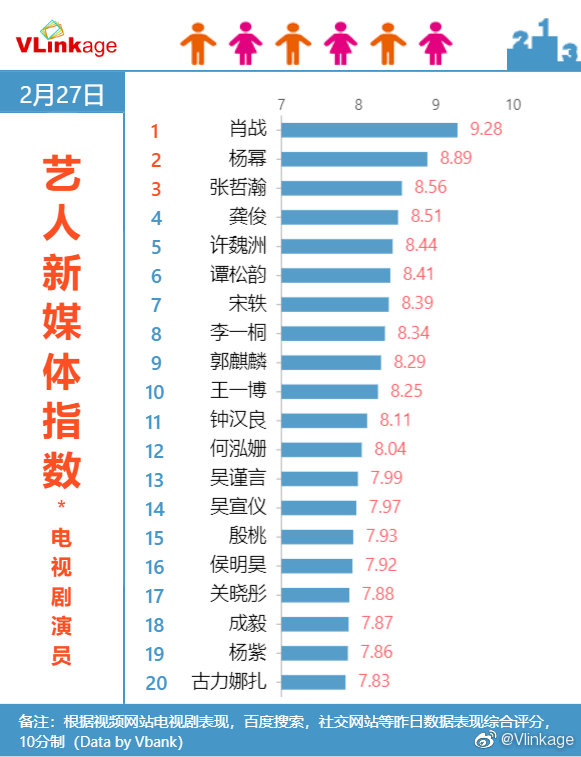 VLinkage
1
2
3
2月27日
艺人新媒体指数
*
电视剧演员
7 8 9 10
1 肖战 9.28
2 杨幂 8.89
3 张哲瀚 8.56
4 龚俊 8.51
5 许魏洲 8.44
6 谭松韵 8.41
7 宋轶 8.39
8 李一桐 8.34
9 郭麒麟 8.29
10 王一博 8.25
11 钟汉良 8.11
12 何泓姗 8.04
13 吴谨言 7.99
14 吴宣仪 7.97
15 殷桃 7.93
16 侯明昊 7.92
17 关晓彤 7.88
18 成毅 7.87
19 杨紫 7.86
20 古力娜扎 7.83
备注：根据视频网站电视剧表现，百度搜索，社交网站等昨日数据表现综合评分，
10分制（Data by Vbank）
@Vlinkage